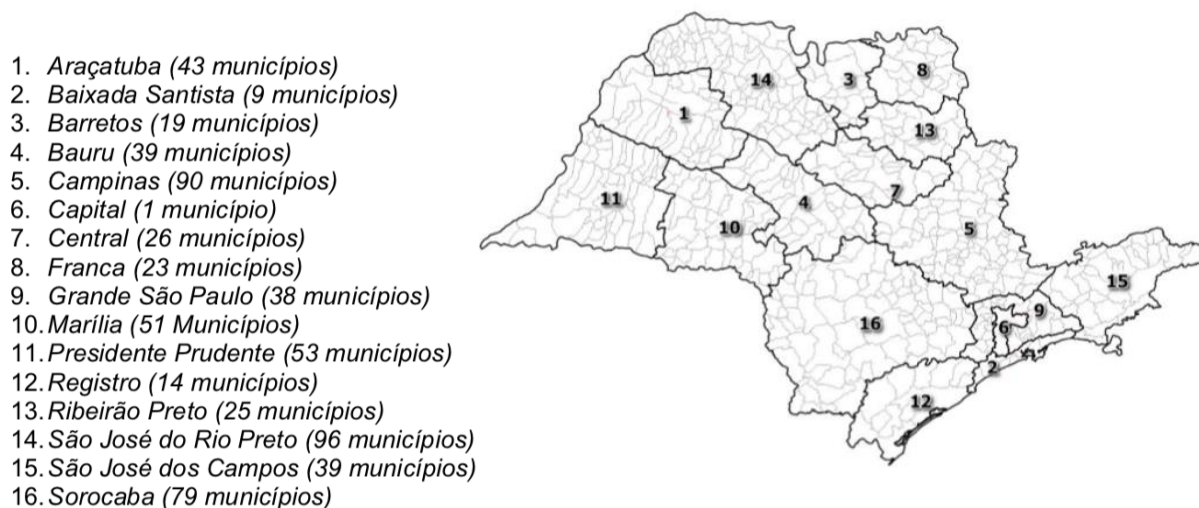 1. Araçatuba (43 municípios)
2. Baixada Santista (9 municípios)
3. Barretos (19 municípios)
4. Bauru (39 municípios)
5. Campinas (90 municípios)
6. Capital (1 município)
7. Central (26 municípios)
8. Franca (23 municípios)
9. Grande São Paulo (38 municípios)
10. Marília (51 Municípios)
11. Presidente Prudente (53 municípios)
12. Registro (14 municípios)
13. Ribeirão Preto (25 municípios)
14. São José do Rio Preto (96 municípios)
15. São José dos Campos (39 municípios)
16. Sorocaba (79 municípios)
14
3
8
1
13
11
10
4
7
5
15
16
6
9
2
12